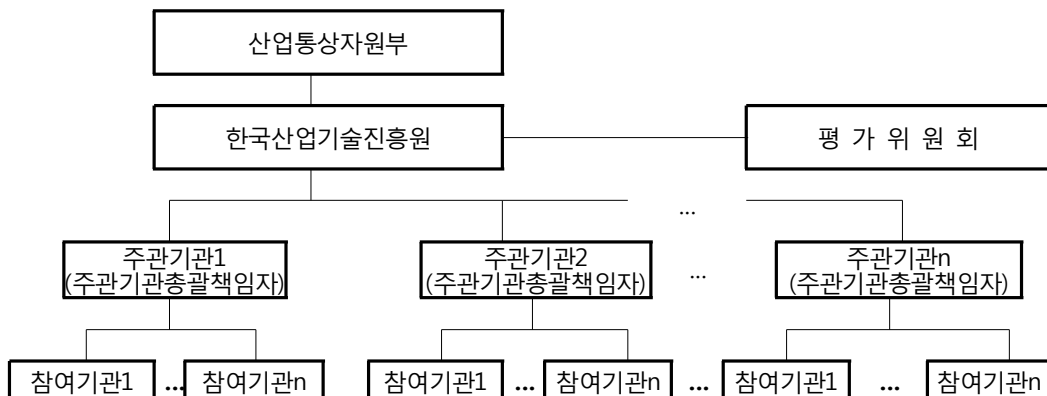 산업통상자원부
한국산업기술진흥원
평 가 위 원 회
...
주관기관1
(주관기관총괄책임자)
주관기관2
(주관기관총괄책임자)
...
주관기관n
(주관기관총괄책임자)
참여기관1 ... 참여기관n 참여기관1 ... 참여기관n ... 참여기관1 ... 참여기관n